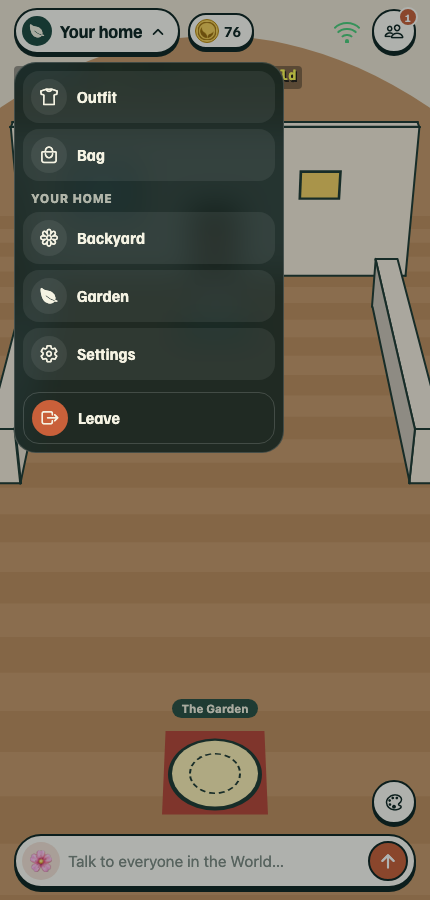 Your home
76
1
ld
Outfit
Bag
YOUR HOME
Backyard
Garden
Settings
Leave
The Garden
Talk to everyone in the World...